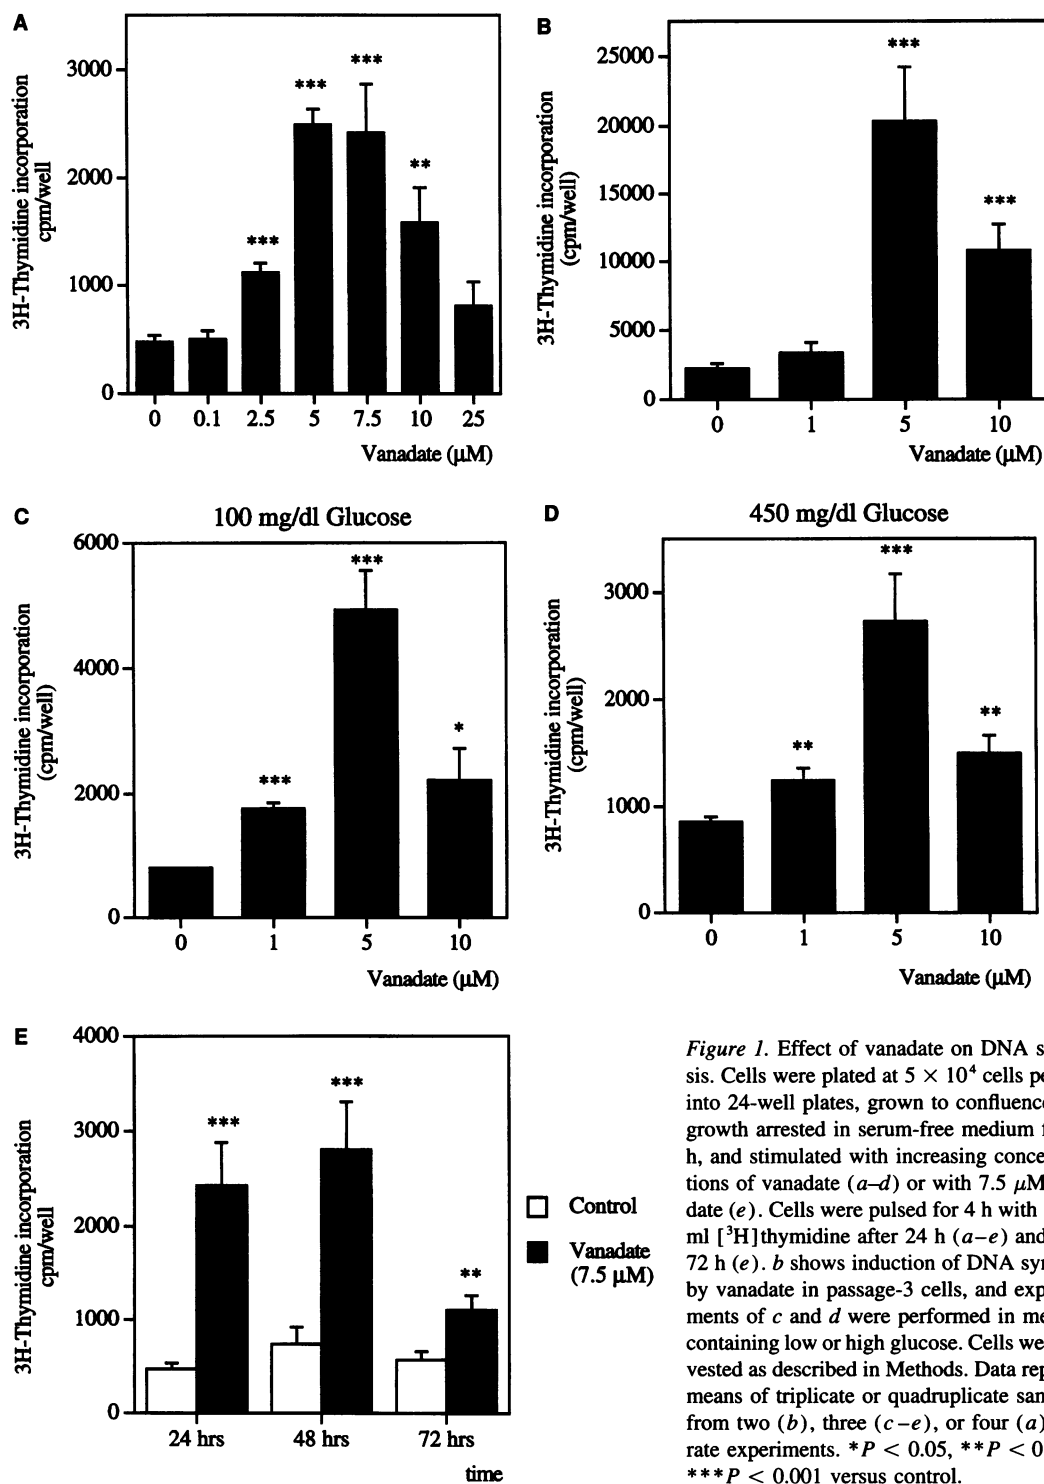 A
3H-Thymidine incorporation
cpm/well
3000
2000
1000
0
***
***
***
**
0 0.1 2.5 5 7.5 10 25
Vanadate (μM)
B
3H-Thymidine incorporation
(cpm/well)
25000
20000
15000
10000
5000
0
***
***
0 1 5 10
Vanadate (μM)
C
100 mg/dl Glucose
3H-Thymidine incorporation
(cpm/well)
6000
4000
2000
0
***
***
*
0 1 5 10
Vanadate (μM)
D
450 mg/dl Glucose
3H-Thymidine incorporation
(cpm/well)
3000
2000
1000
0
**
***
**
0 1 5 10
Vanadate (μM)
E
3H-Thymidine incorporation
cpm/well
4000
3000
2000
1000
0
***
***
**
24 hrs 48 hrs 72 hrs
time
Control
Vanadate
(7.5 μM)
Figure 1. Effect of vanadate on DNA s
sis. Cells were plated at 5 × 10⁴ cells pe
into 24-well plates, grown to confluence
growth arrested in serum-free medium f
h, and stimulated with increasing conce
tions of vanadate (a–d) or with 7.5 μM
date (e). Cells were pulsed for 4 h with
ml [³H]thymidine after 24 h (a–e) and
72 h (e). b shows induction of DNA syn
by vanadate in passage-3 cells, and exp
ments of c and d were performed in me
containing low or high glucose. Cells we
vested as described in Methods. Data rep
means of triplicate or quadruplicate sam
from two (b), three (c–e), or four (a)
rate experiments. *P < 0.05, **P < 0
***P < 0.001 versus control.